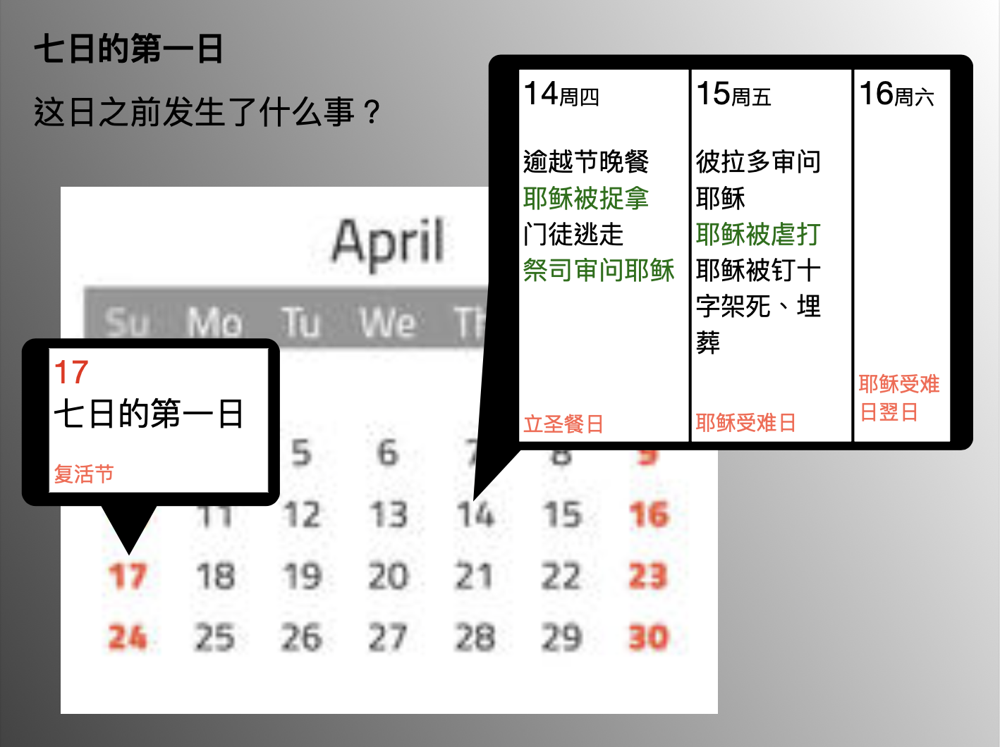 七日的第一日
这日之前发生了什么事？
14周四
逾越节晚餐
耶稣被捉拿
门徒逃走
祭司审问耶稣
立圣餐日
15周五
彼拉多审问
耶稣
耶稣被虐打
耶稣被钉十
字架死、埋
葬
耶稣受难日
16周六
耶稣受难
日翌日
April
Su Mo Tu We
17
七日的第一日
复活节
5 6 7 8 9
11 12 13 14 15 16
17 18 19 20 21 22 23
24 25 26 27 28 29 30